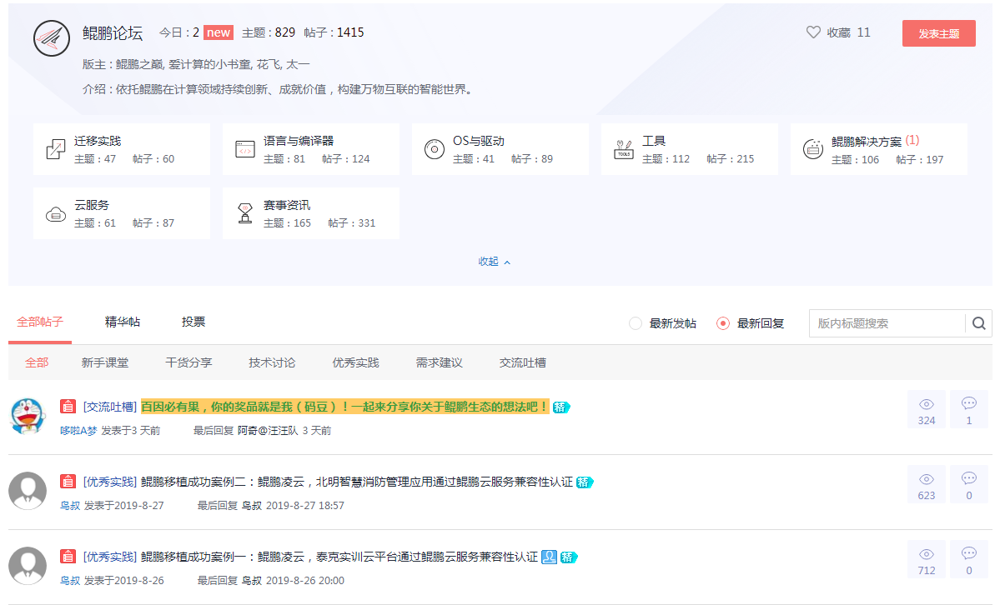 鲲鹏论坛 今日：2 new 主题：829 帖子：1415 收藏 11 发表主题
版主：鲲鹏之巅, 爱计算的小书童, 花飞, 太一
介绍：依托鲲鹏在计算领域持续创新、成就价值，构建万物互联的智能世界。
迁移实践 语言与编译器 OS与驱动 工具 鲲鹏解决方案 (1)
主题：47 帖子：60 主题：81 帖子：124 主题：41 帖子：89 主题：112 帖子：215 主题：106 帖子：197
TOOLS
云服务 赛事资讯
主题：61 帖子：87 主题：165 帖子：331
收起
全部帖子 精华帖 投票 最新发帖 最新回复 版内标题搜索
全部 新手课堂 干货分享 技术讨论 优秀实践 需求建议 交流吐槽
[交流吐槽] 百因必有果，你的奖品就是我（码豆）！一起来分享你关于鲲鹏生态的想法吧！ 精
哆啦A梦 发表于3 天前 最后回复 阿奇@汪汪队 3 天前 324 1
[优秀实践] 鲲鹏移植成功案例二：鲲鹏凌云，北明智慧消防管理应用通过鲲鹏云服务兼容性认证 精
鸟叔 发表于2019-8-27 最后回复 鸟叔 2019-8-27 18:57 623 0
[优秀实践] 鲲鹏移植成功案例一：鲲鹏凌云，泰克实训云平台通过鲲鹏云服务兼容性认证 精
鸟叔 发表于2019-8-26 最后回复 鸟叔 2019-8-26 20:00 712 0